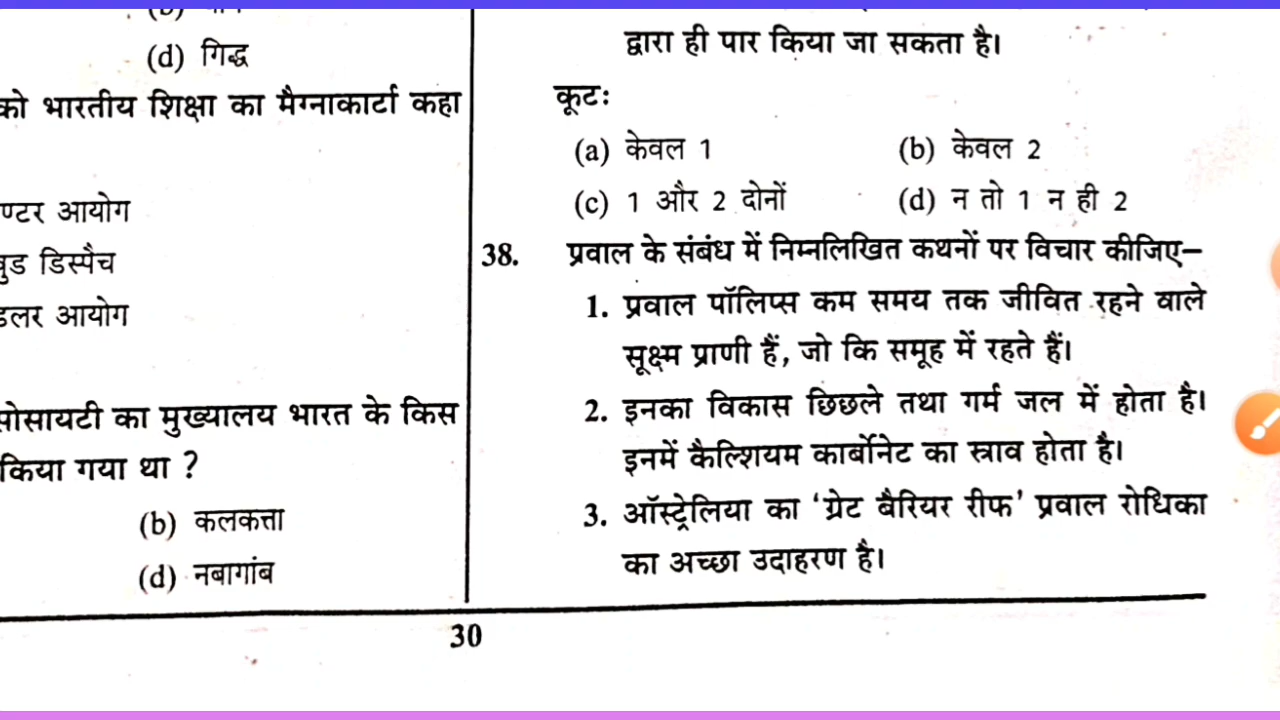 (d) गिद्ध
को भारतीय शिक्षा का मैग्नाकार्टा कहा
ण्टर आयोग
वुड डिस्पैच
डलर आयोग
सोसायटी का मुख्यालय भारत के किस
किया गया था ?
(b) कलकत्ता
(d) नबागांब
द्वारा ही पार किया जा सकता है।
कूटः
(a) केवल 1 (b) केवल 2
(c) 1 और 2 दोनों (d) न तो 1 न ही 2
38. प्रवाल के संबंध में निम्नलिखित कथनों पर विचार कीजिए–
1. प्रवाल पॉलिप्स कम समय तक जीवित रहने वाले
सूक्ष्म प्राणी हैं, जो कि समूह में रहते हैं।
2. इनका विकास छिछले तथा गर्म जल में होता है।
इनमें कैल्शियम कार्बोनेट का स्राव होता है।
3. ऑस्ट्रेलिया का ‘ग्रेट बैरियर रीफ’ प्रवाल रोधिका
का अच्छा उदाहरण है।
30